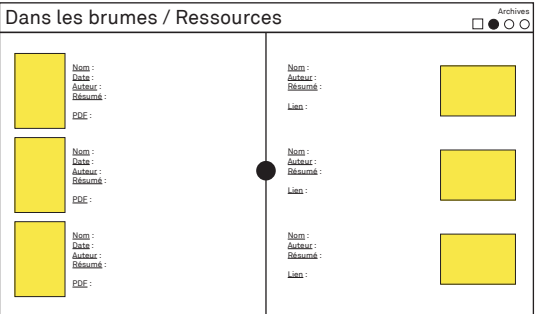 Dans les brumes / Ressources
Archives
Nom :
Date :
Auteur :
Résumé :
PDF :
Nom :
Date :
Auteur :
Résumé :
PDF :
Nom :
Date :
Auteur :
Résumé :
PDF :
Nom :
Auteur :
Résumé :
Lien :
Nom :
Auteur :
Résumé :
Lien :
Nom :
Auteur :
Résumé :
Lien :